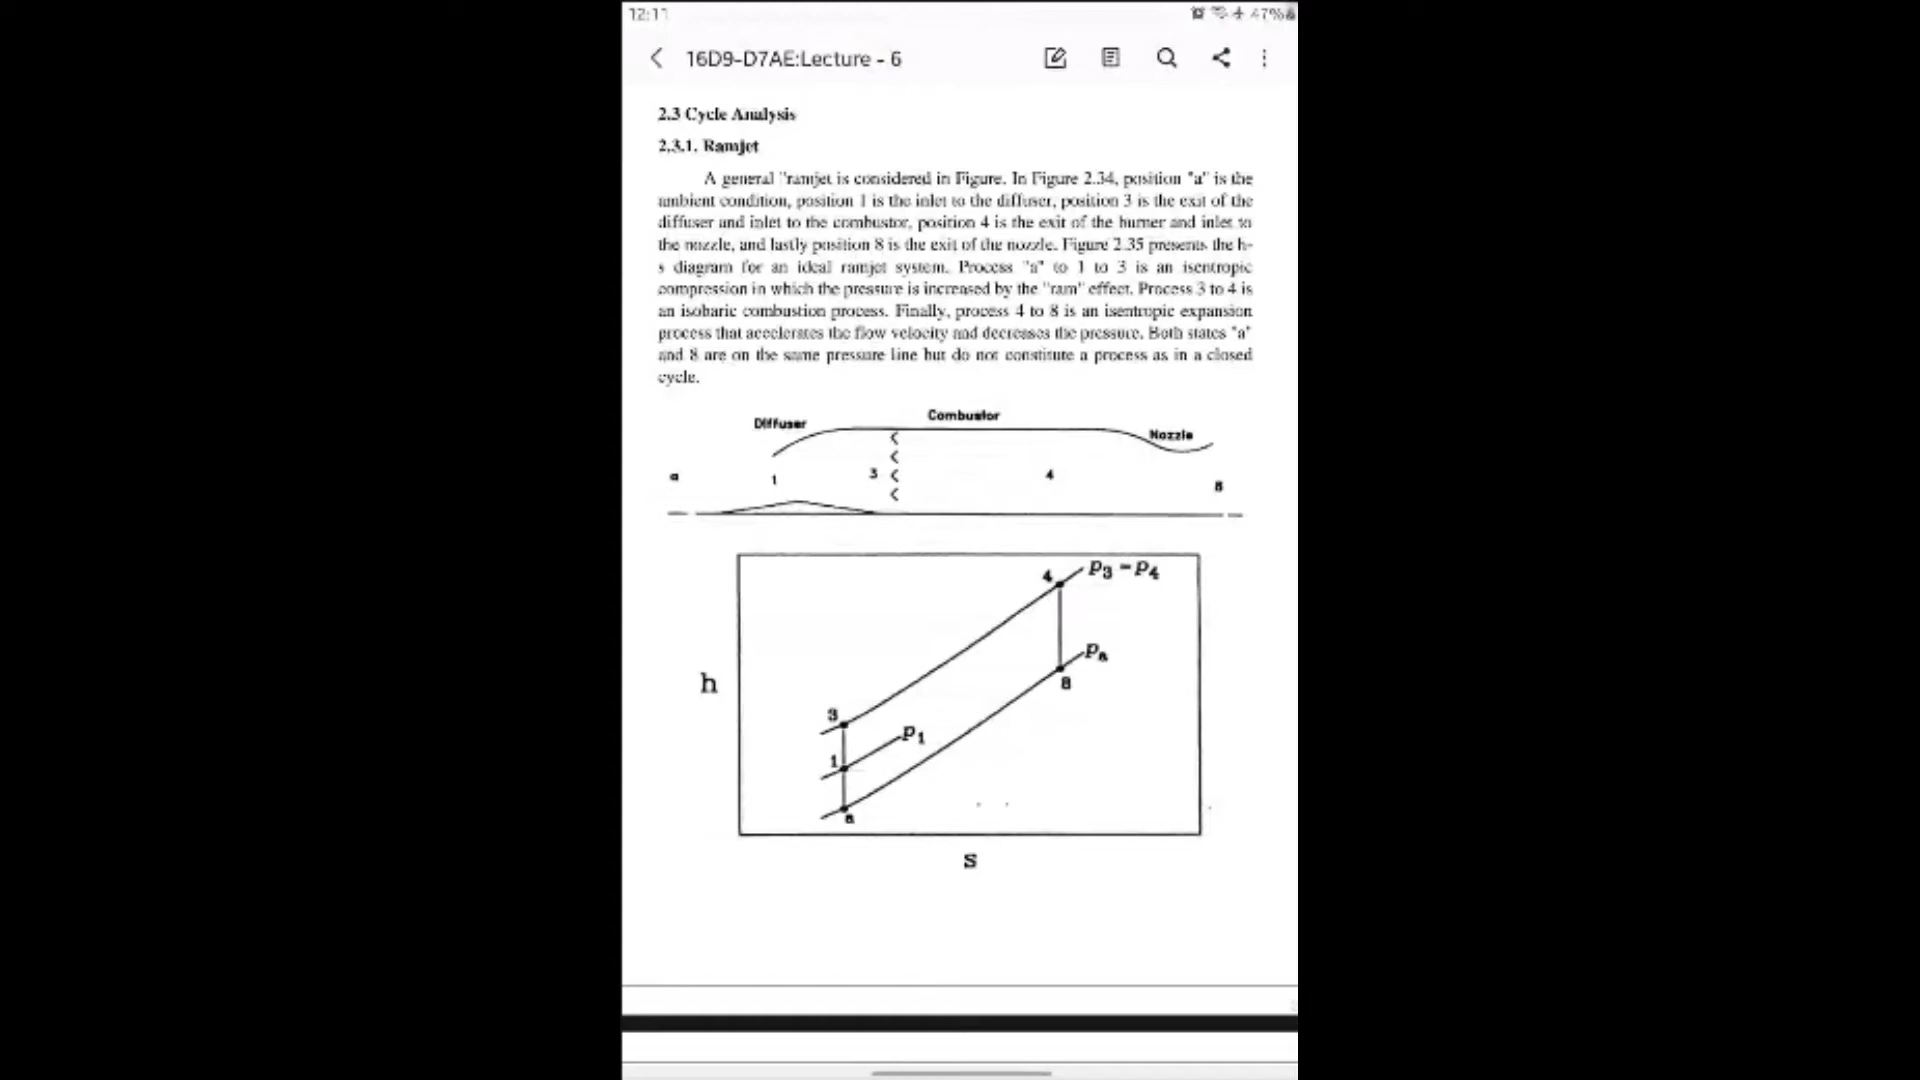 12:11
47%
16D9-D7AE:Lecture - 6
2.3 Cycle Analysis
2.3.1. Ramjet
A general "ramjet is considered in Figure. In Figure 2.34, position "a" is the
ambient condition, position 1 is the inlet to the diffuser, position 3 is the exit of the
diffuser and inlet to the combustor, position 4 is the exit of the burner and inlet to
the nozzle, and lastly position 8 is the exit of the nozzle. Figure 2.35 presents the h-
s diagram for an ideal ramjet system. Process "a" to 1 to 3 is an isentropic
compression in which the pressure is increased by the "ram" effect. Process 3 to 4 is
an isobaric combustion process. Finally, process 4 to 8 is an isentropic expansion
process that accelerates the flow velocity and decreases the pressure. Both states "a"
and 8 are on the same pressure line but do not constitute a process as in a closed
cycle.
Diffuser
Combustor
Nozzle
a
1
3
4
8
4
P3 = P4
Pa
8
h
3
P1
1
a
s